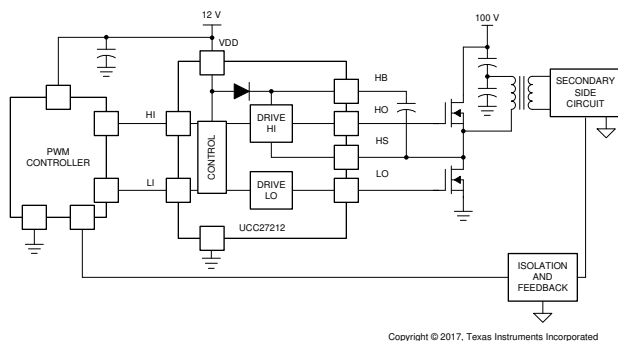 12 V
100 V
VDD
HB
SECONDARY
SIDE
CIRCUIT
HI
DRIVE
HI
HO
PWM
CONTROLLER
CONTROL
HS
LI
DRIVE
LO
LO
UCC27212
ISOLATION
AND
FEEDBACK
Copyright © 2017, Texas Instruments Incorporated